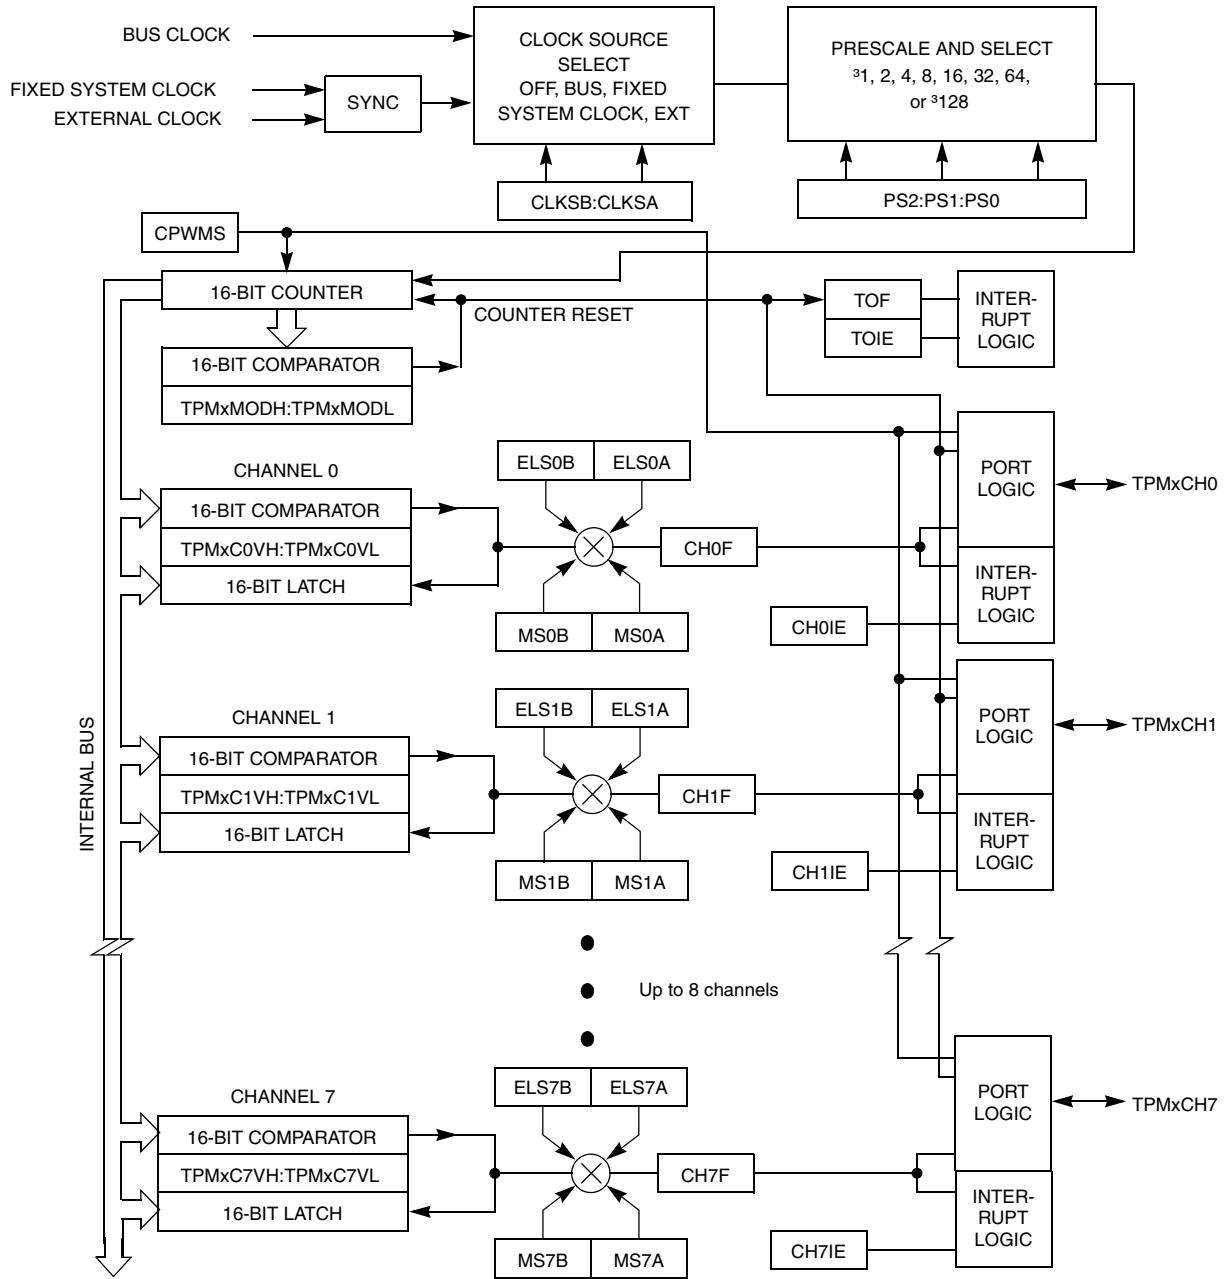 BUS CLOCK
FIXED SYSTEM CLOCK
EXTERNAL CLOCK
SYNC
CLOCK SOURCE
SELECT
OFF, BUS, FIXED
SYSTEM CLOCK, EXT
PRESCALE AND SELECT
³1, 2, 4, 8, 16, 32, 64,
or ³128
CLKSB:CLKSA
PS2:PS1:PS0
CPWMS
16-BIT COUNTER
COUNTER RESET
TOF
TOIE
INTER-
RUPT
LOGIC
16-BIT COMPARATOR
TPMxMODH:TPMxMODL
CHANNEL 0
ELS0B
ELS0A
16-BIT COMPARATOR
TPMxC0VH:TPMxC0VL
16-BIT LATCH
CH0F
MS0B
MS0A
PORT
LOGIC
TPMxCH0
INTER-
RUPT
LOGIC
CH0IE
INTERNAL BUS
CHANNEL 1
ELS1B
ELS1A
16-BIT COMPARATOR
TPMxC1VH:TPMxC1VL
16-BIT LATCH
CH1F
MS1B
MS1A
PORT
LOGIC
TPMxCH1
INTER-
RUPT
LOGIC
CH1IE
Up to 8 channels
CHANNEL 7
ELS7B
ELS7A
16-BIT COMPARATOR
TPMxC7VH:TPMxC7VL
16-BIT LATCH
CH7F
MS7B
MS7A
PORT
LOGIC
TPMxCH7
INTER-
RUPT
LOGIC
CH7IE